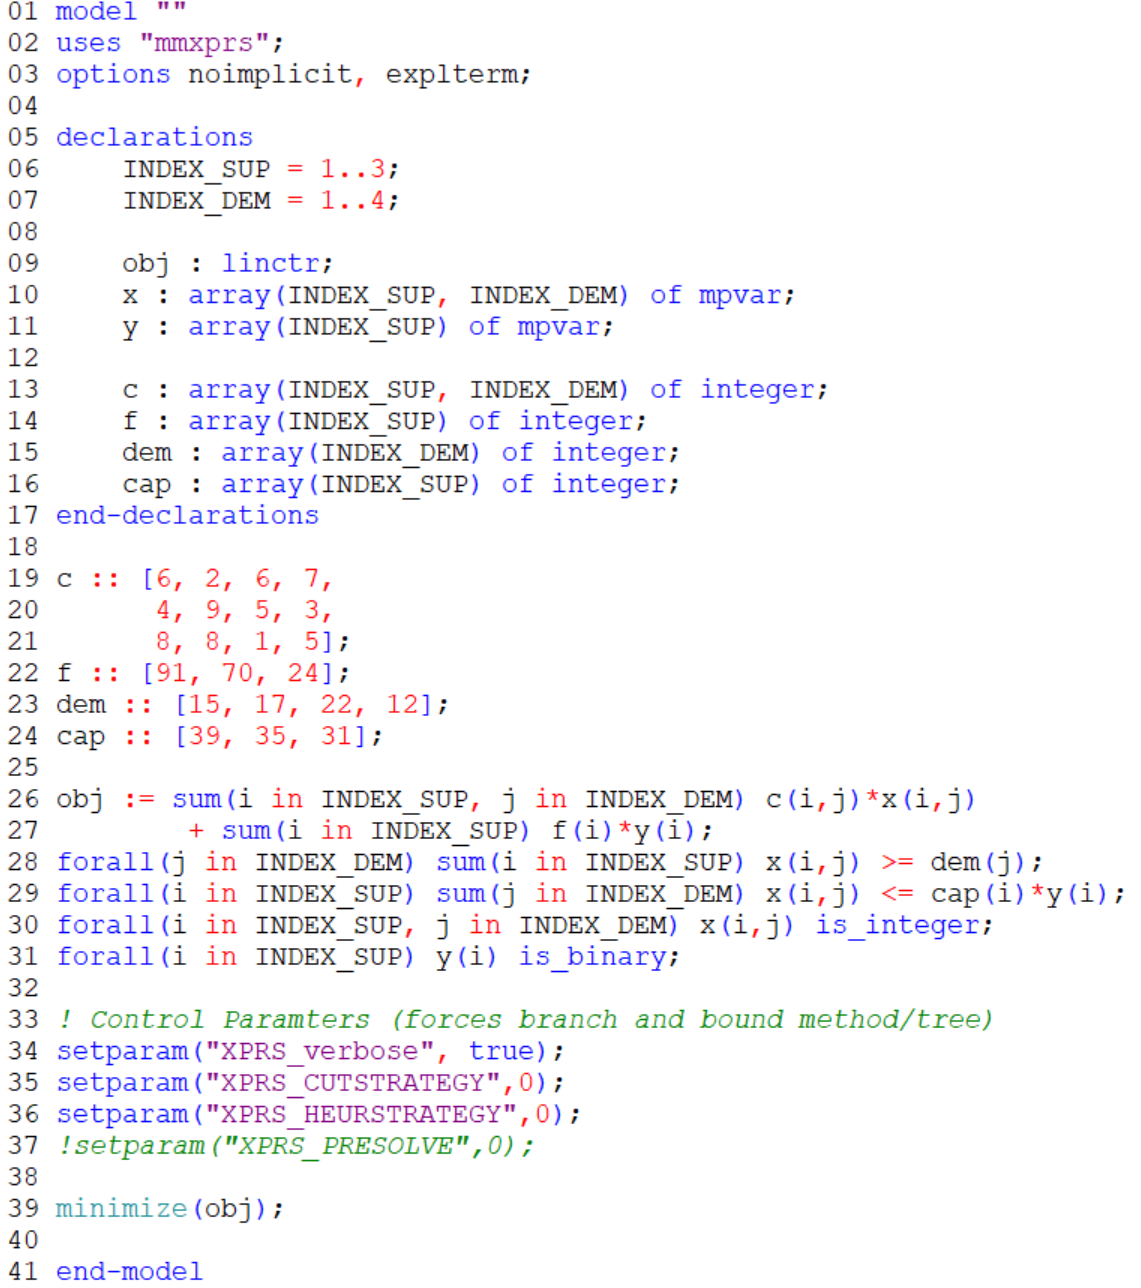 01 model ""
02 uses "mmxprs";
03 options noimplicit, explterm;
04
05 declarations
06     INDEX_SUP = 1..3;
07     INDEX_DEM = 1..4;
08
09     obj : linctr;
10     x : array(INDEX_SUP, INDEX_DEM) of mpvar;
11     y : array(INDEX_SUP) of mpvar;
12
13     c : array(INDEX_SUP, INDEX_DEM) of integer;
14     f : array(INDEX_SUP) of integer;
15     dem : array(INDEX_DEM) of integer;
16     cap : array(INDEX_SUP) of integer;
17 end-declarations
18
19 c :: [6, 2, 6, 7,
20       4, 9, 5, 3,
21       8, 8, 1, 5];
22 f :: [91, 70, 24];
23 dem :: [15, 17, 22, 12];
24 cap :: [39, 35, 31];
25
26 obj := sum(i in INDEX_SUP, j in INDEX_DEM) c(i,j)*x(i,j)
27         + sum(i in INDEX_SUP) f(i)*y(i);
28 forall(j in INDEX_DEM) sum(i in INDEX_SUP) x(i,j) >= dem(j);
29 forall(i in INDEX_SUP) sum(j in INDEX_DEM) x(i,j) <= cap(i)*y(i);
30 forall(i in INDEX_SUP, j in INDEX_DEM) x(i,j) is_integer;
31 forall(i in INDEX_SUP) y(i) is_binary;
32
33 ! Control Paramters (forces branch and bound method/tree)
34 setparam("XPRS_verbose", true);
35 setparam("XPRS_CUTSTRATEGY",0);
36 setparam("XPRS_HEURSTRATEGY",0);
37 !setparam("XPRS_PRESOLVE",0);
38
39 minimize(obj);
40
41 end-model